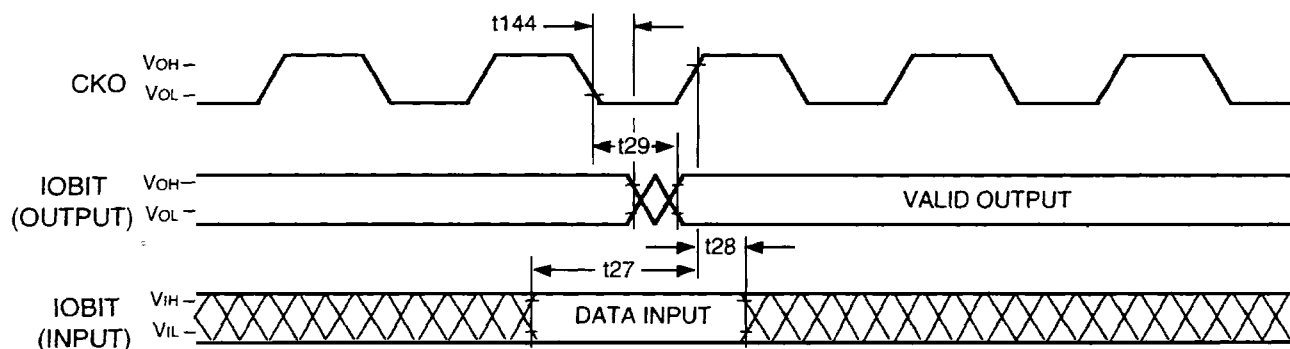 t144
VOH
CKO
VOL
t29
IOBIT
(OUTPUT)
VOH
VOL
VALID OUTPUT
t28
t27
IOBIT
(INPUT)
VIH
VIL
DATA INPUT